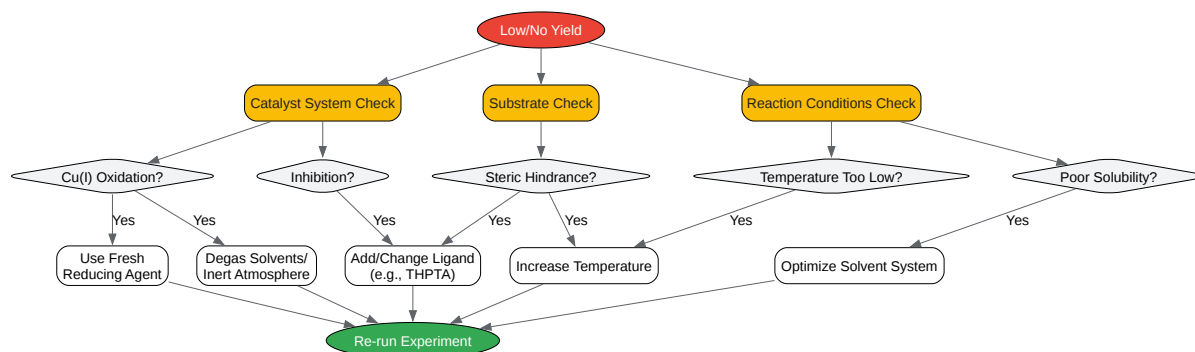 Low/No Yield
Catalyst System Check
Substrate Check
Reaction Conditions Check
Cu(I) Oxidation?
Inhibition?
Steric Hindrance?
Temperature Too Low?
Poor Solubility?
Yes
Yes
Yes
Yes
Yes
Yes
Yes
Use Fresh
Reducing Agent
Degas Solvents/
Inert Atmosphere
Add/Change Ligand
(e.g., THPTA)
Increase Temperature
Optimize Solvent System
Re-run Experiment